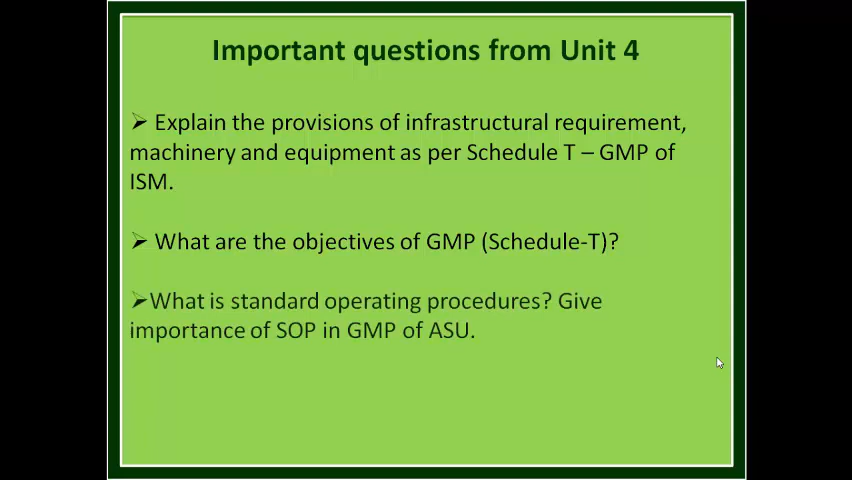 Important questions from Unit 4
➢ Explain the provisions of infrastructural requirement,
machinery and equipment as per Schedule T – GMP of
ISM.
➢ What are the objectives of GMP (Schedule-T)?
➢What is standard operating procedures? Give
importance of SOP in GMP of ASU.